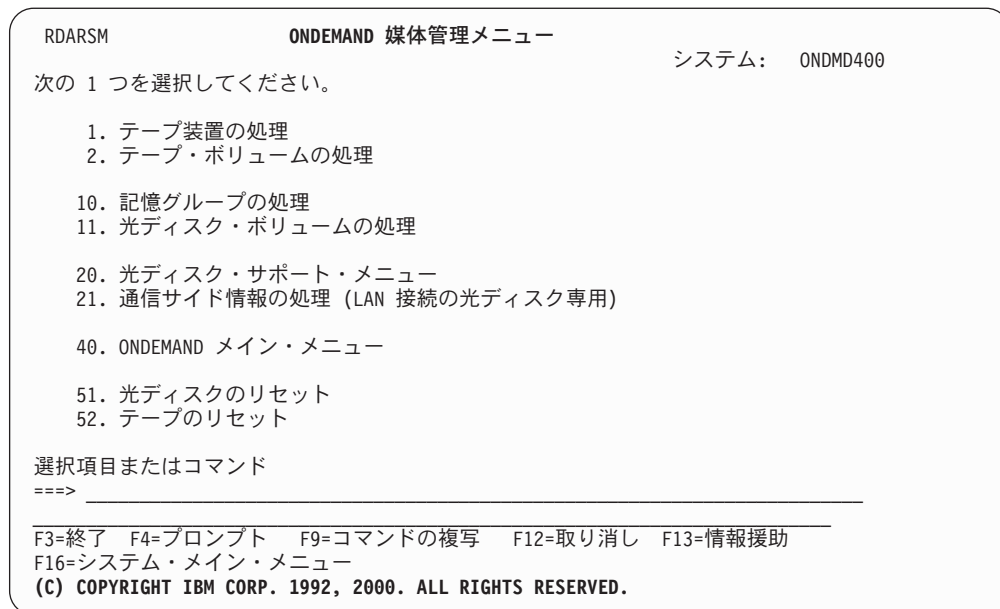 RDARSM ONDEMAND 媒体管理メニュー
システム: ONDMD400
次の 1 つを選択してください。
1. テープ装置の処理
2. テープ・ボリュームの処理
10. 記憶グループの処理
11. 光ディスク・ボリュームの処理
20. 光ディスク・サポート・メニュー
21. 通信サイド情報の処理 (LAN 接続の光ディスク専用)
40. ONDEMAND メイン・メニュー
51. 光ディスクのリセット
52. テープのリセット
選択項目またはコマンド
===>
F3=終了 F4=プロンプト F9=コマンドの複写 F12=取り消し F13=情報援助
F16=システム・メイン・メニュー
(C) COPYRIGHT IBM CORP. 1992, 2000. ALL RIGHTS RESERVED.